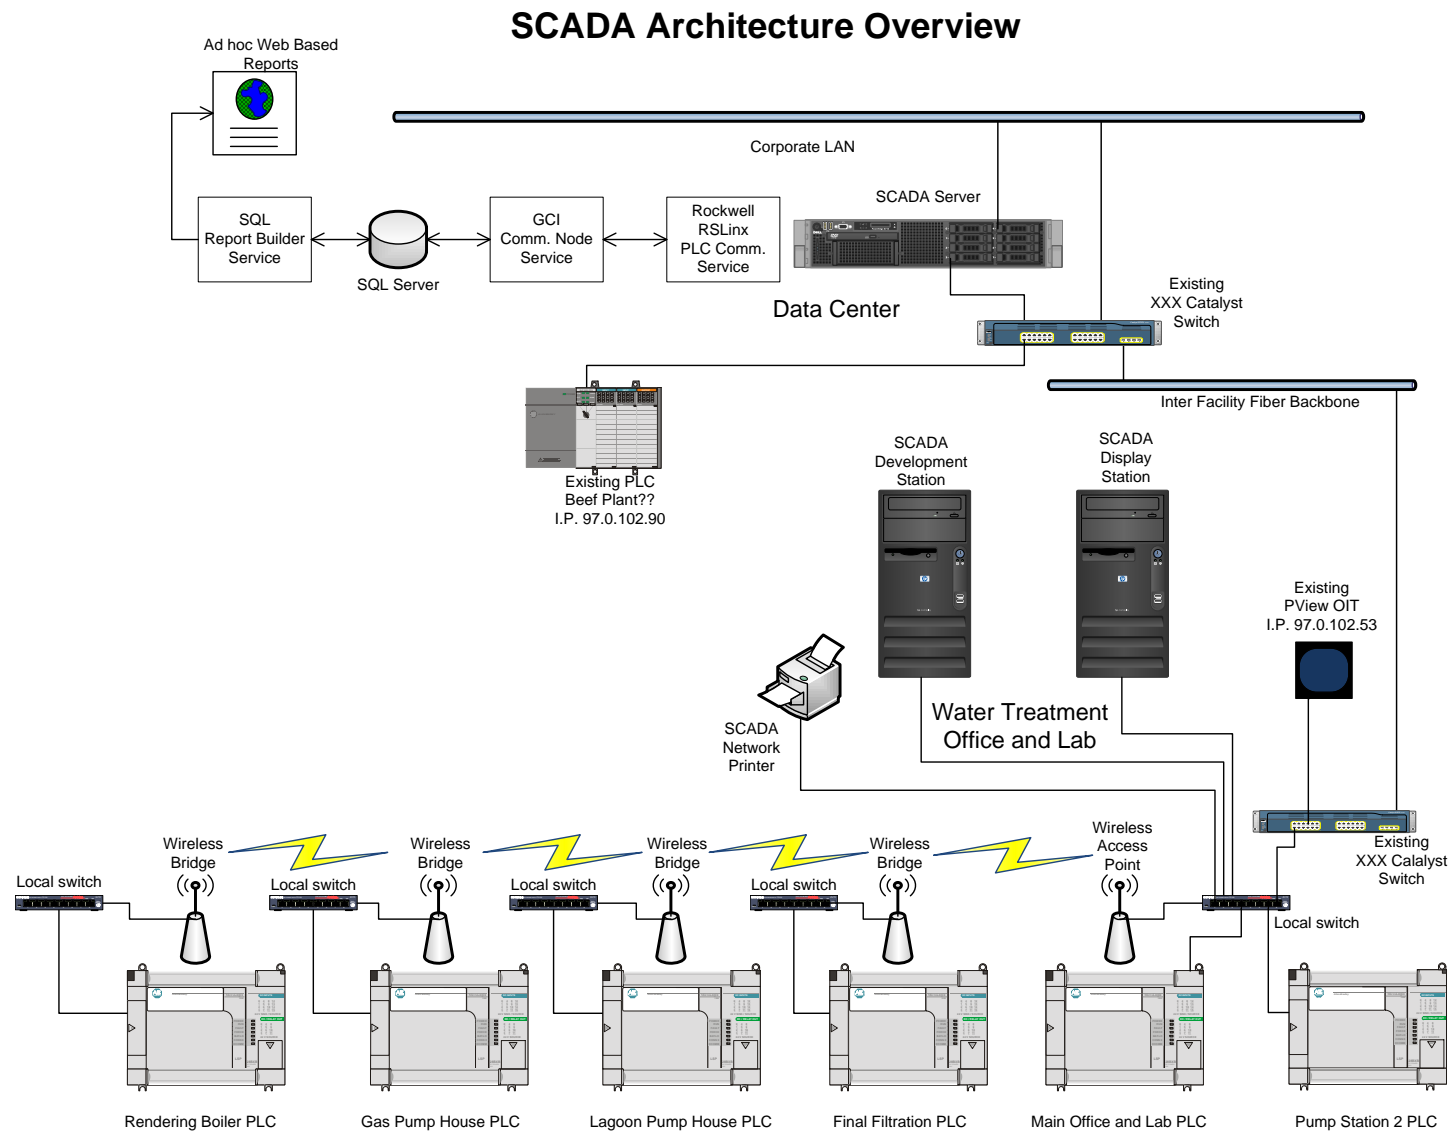 SCADA Architecture Overview
Ad hoc Web Based
Reports
Corporate LAN
SCADA Server
SQL
Report Builder
Service
SQL Server
GCI
Comm. Node
Service
Rockwell
RSLinx
PLC Comm.
Service
Data Center
Existing
XXX Catalyst
Switch
Inter Facility Fiber Backbone
Existing PLC
Beef Plant??
I.P. 97.0.102.90
SCADA
Development
Station
SCADA
Display
Station
Existing
PView OIT
I.P. 97.0.102.53
SCADA
Network
Printer
Water Treatment
Office and Lab
Existing
XXX Catalyst
Switch
Local switch
Wireless
Bridge
Local switch
Wireless
Bridge
Local switch
Wireless
Bridge
Local switch
Wireless
Bridge
Wireless
Access
Point
Local switch
Rendering Boiler PLC
Gas Pump House PLC
Lagoon Pump House PLC
Final Filtration PLC
Main Office and Lab PLC
Pump Station 2 PLC